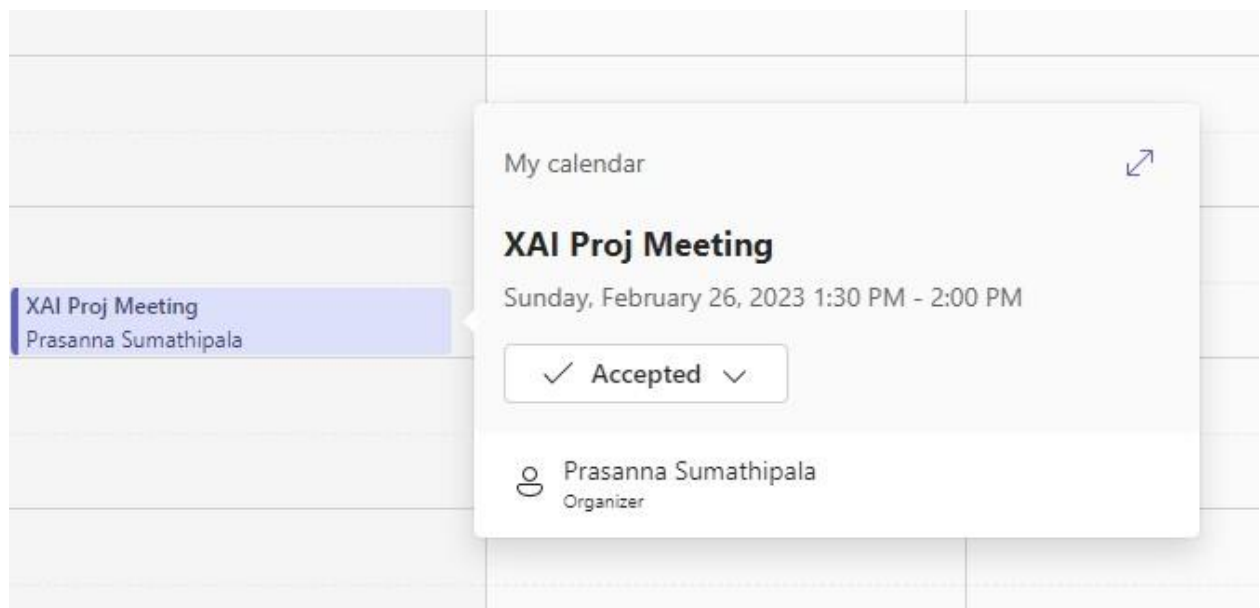 XAI Proj Meeting
Prasanna Sumathipala
My calendar
XAI Proj Meeting
Sunday, February 26, 2023 1:30 PM - 2:00 PM
Accepted
Prasanna Sumathipala
Organizer